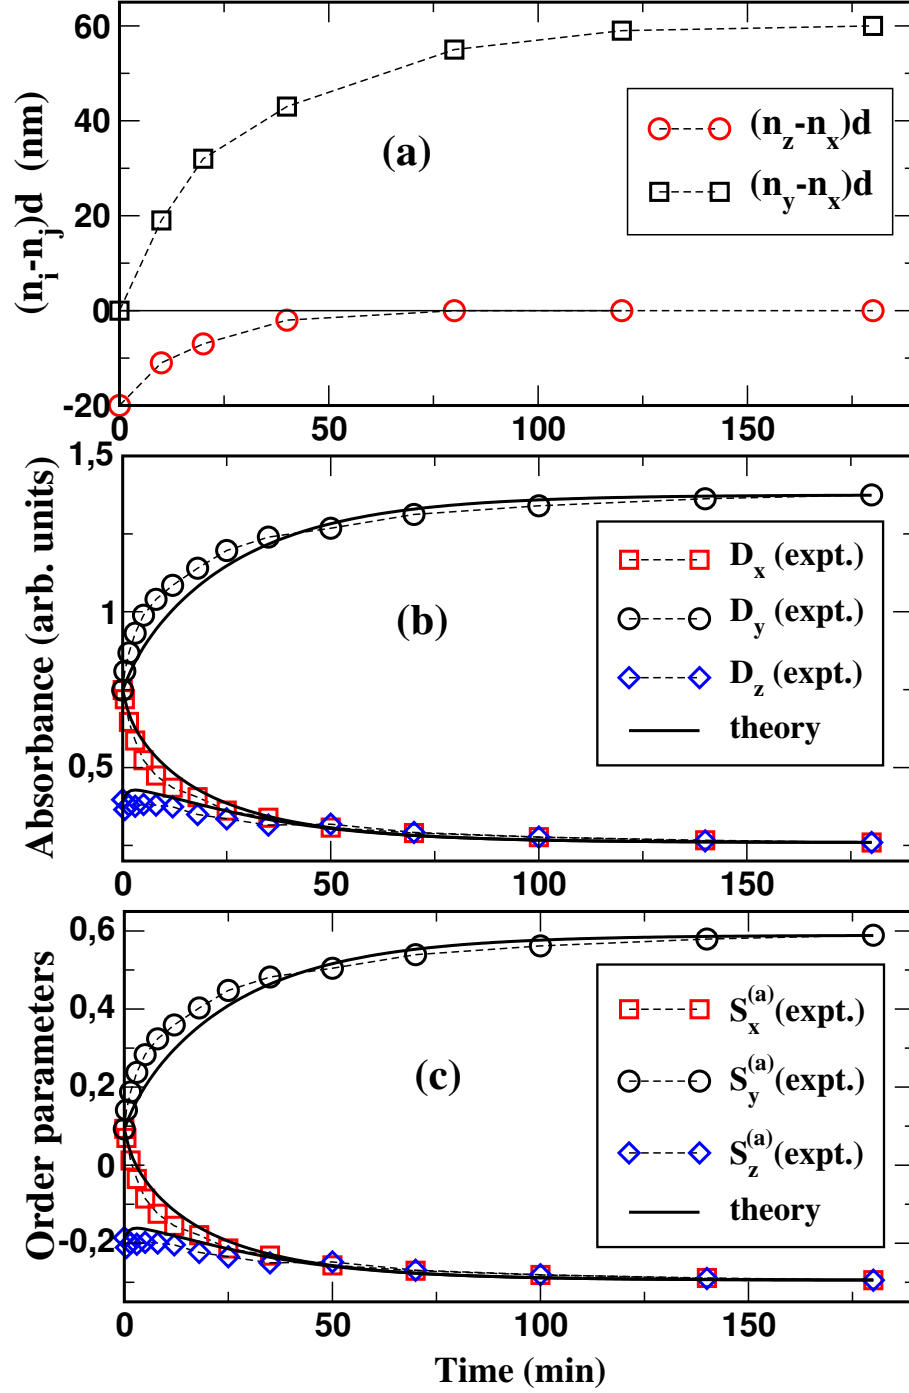 60
40
20
0
-20
(n_i-n_j)d (nm)
(a)
(n_z-n_x)d
(n_y-n_x)d
0 50 100 150
1,5
1
0,5
Absorbance (arb. units)
(b)
D_x (expt.)
D_y (expt.)
D_z (expt.)
theory
0 50 100 150
0,6
0,4
0,2
0
-0,2
Order parameters
(c)
S_x^(a)(expt.)
S_y^(a)(expt.)
S_z^(a)(expt.)
theory
0 50 100 150
Time (min)